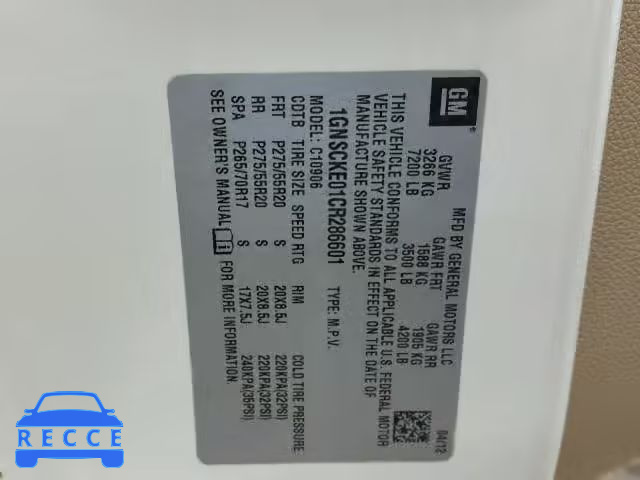 GM
MFD BY GENERAL MOTORS LLC
GVWR GAWR FRT GAWR RR
3266 KG 1588 KG 1905 KG
7200 LB 3500 LB 4200 LB
04/12
THIS VEHICLE CONFORMS TO ALL APPLICABLE U.S. FEDERAL MOTOR
VEHICLE SAFETY STANDARDS IN EFFECT ON THE DATE OF
MANUFACTURE SHOWN ABOVE.
1GNSCKE01CR286601 TYPE: M.P.V.
MODEL: C10906
CDTB TIRE SIZE SPEED RTG RIM COLD TIRE PRESSURE
FRT P275/55R20 S 20X8.5J 220KPA(32PSI)
RR P275/55R20 S 20X8.5J 220KPA(32PSI)
SPA P265/70R17 S 17X7.5J 240KPA(35PSI)
SEE OWNER'S MANUAL FOR MORE INFORMATION.
RECCE